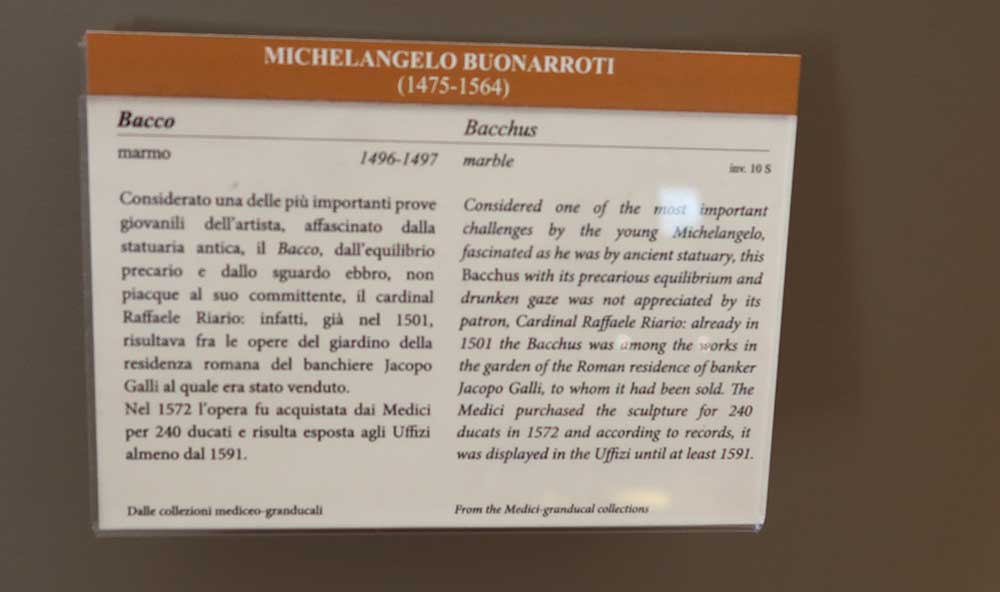 MICHELANGELO BUONARROTI
(1475-1564)
Bacco
marmo 1496-1497
Considerato una delle più importanti prove
giovanili dell'artista, affascinato dalla
statuaria antica, il Bacco, dall'equilibrio
precario e dallo sguardo ebbro, non
piacque al suo committente, il cardinal
Raffaele Riario: infatti, già nel 1501,
risultava fra le opere del giardino della
residenza romana del banchiere Jacopo
Galli al quale era stato venduto.
Nel 1572 l'opera fu acquistata dai Medici
per 240 ducati e risulta esposta agli Uffizi
almeno dal 1591.
Dalle collezioni mediceo-granducali
Bacchus
marble inv. 10 S
Considered one of the most important
challenges by the young Michelangelo,
fascinated as he was by ancient statuary, this
Bacchus with its precarious equilibrium and
drunken gaze was not appreciated by its
patron, Cardinal Raffaele Riario: already in
1501 the Bacchus was among the works in
the garden of the Roman residence of banker
Jacopo Galli, to whom it had been sold. The
Medici purchased the sculpture for 240
ducats in 1572 and according to records, it
was displayed in the Uffizi until at least 1591.
From the Medici-granducal collections